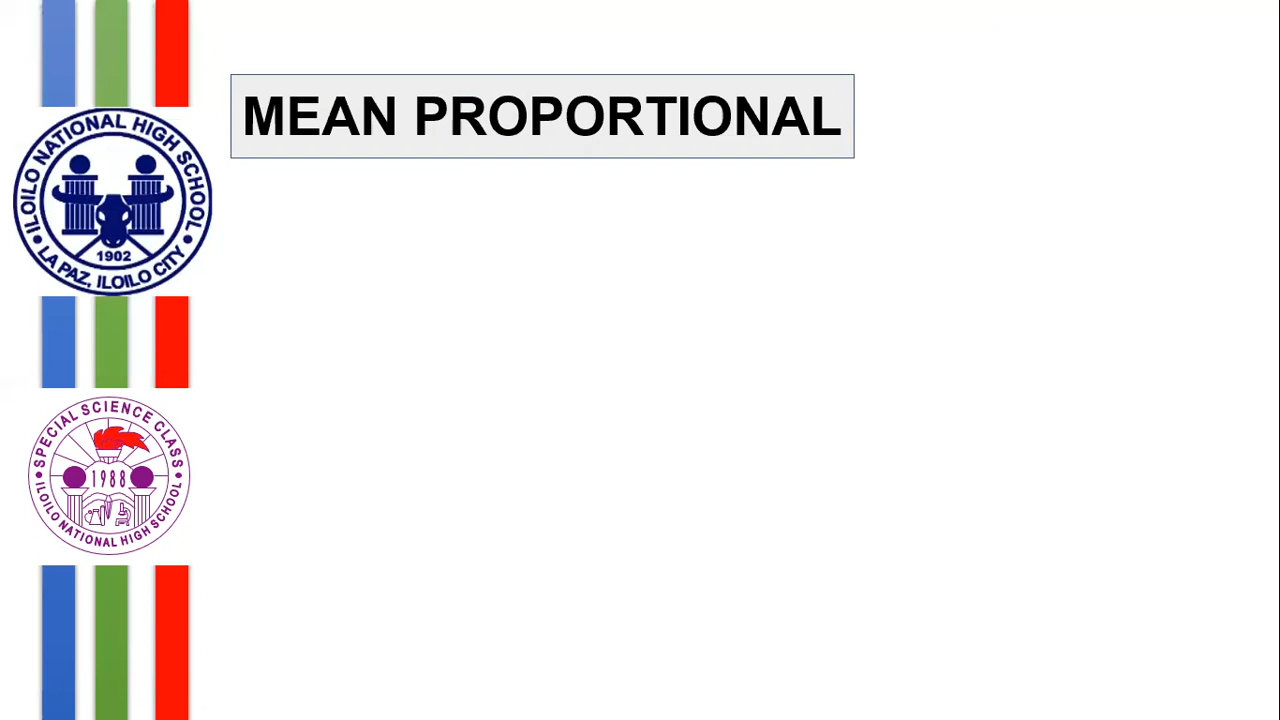 MEAN PROPORTIONAL
ILOILO NATIONAL HIGH SCHOOL
1902
LA PAZ, ILOILO CITY
SPECIAL SCIENCE CLASS
1988
ILOILO NATIONAL HIGH SCHOOL